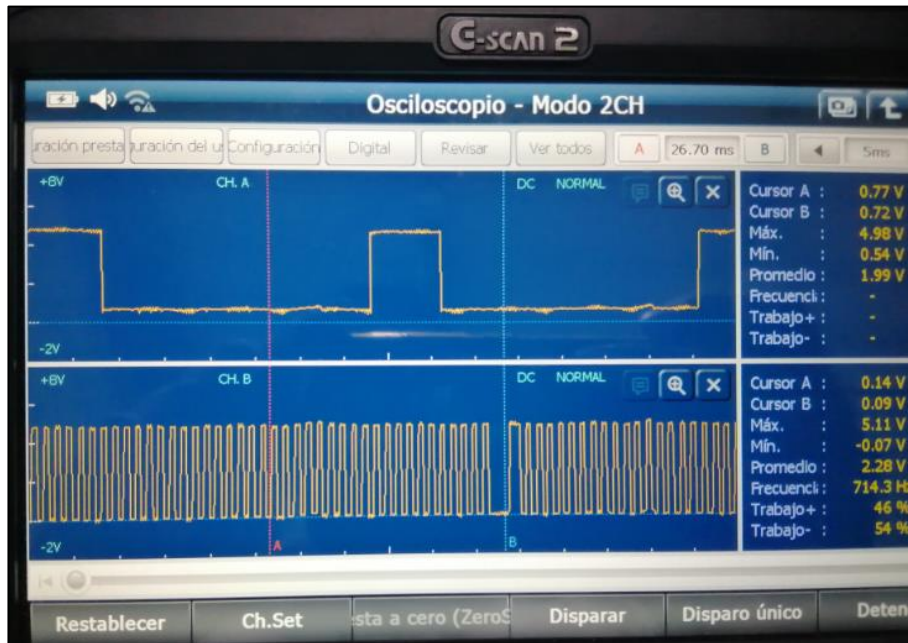 G-scan 2
Osciloscopio - Modo 2CH
uración presta
juración del u
Configuración
Digital
Revisar
Ver todos
A
26.70 ms
B
5ms
+8V
CH. A
DC NORMAL
-2V
Cursor A : 0.77 V
Cursor B : 0.72 V
Máx. : 4.98 V
Mín. : 0.54 V
Promedio : 1.99 V
Frecuenci : -
Trabajo+ : -
Trabajo- : -
+8V
CH. B
DC NORMAL
-2V
A
B
Cursor A : 0.14 V
Cursor B : 0.09 V
Máx. : 5.11 V
Mín. : -0.07 V
Promedio : 2.28 V
Frecuenci : 714.3 H
Trabajo+ : 46 %
Trabajo- : 54 %
Restablecer
Ch.Set
sta a cero (ZeroS
Disparar
Disparo único
Deten